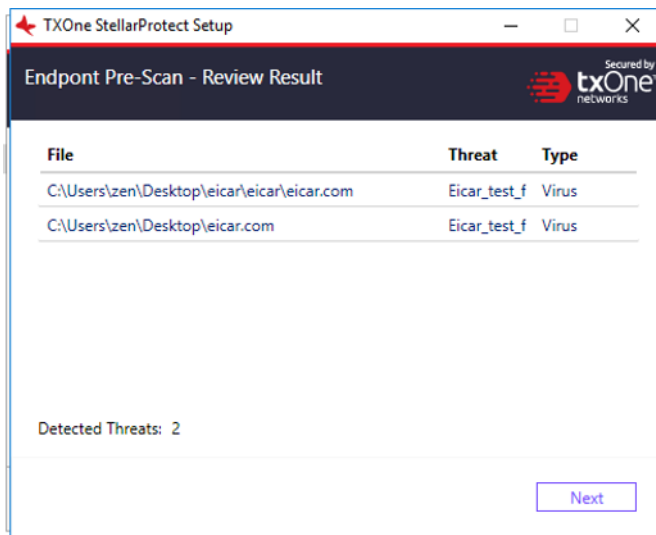 TXOne StellarProtect Setup
Endpont Pre-Scan - Review Result
Secured by
txOne
networks
File Threat Type
C:\Users\zen\Desktop\eicar\eicar\eicar.com Eicar_test_f Virus
C:\Users\zen\Desktop\eicar.com Eicar_test_f Virus
Detected Threats: 2
Next